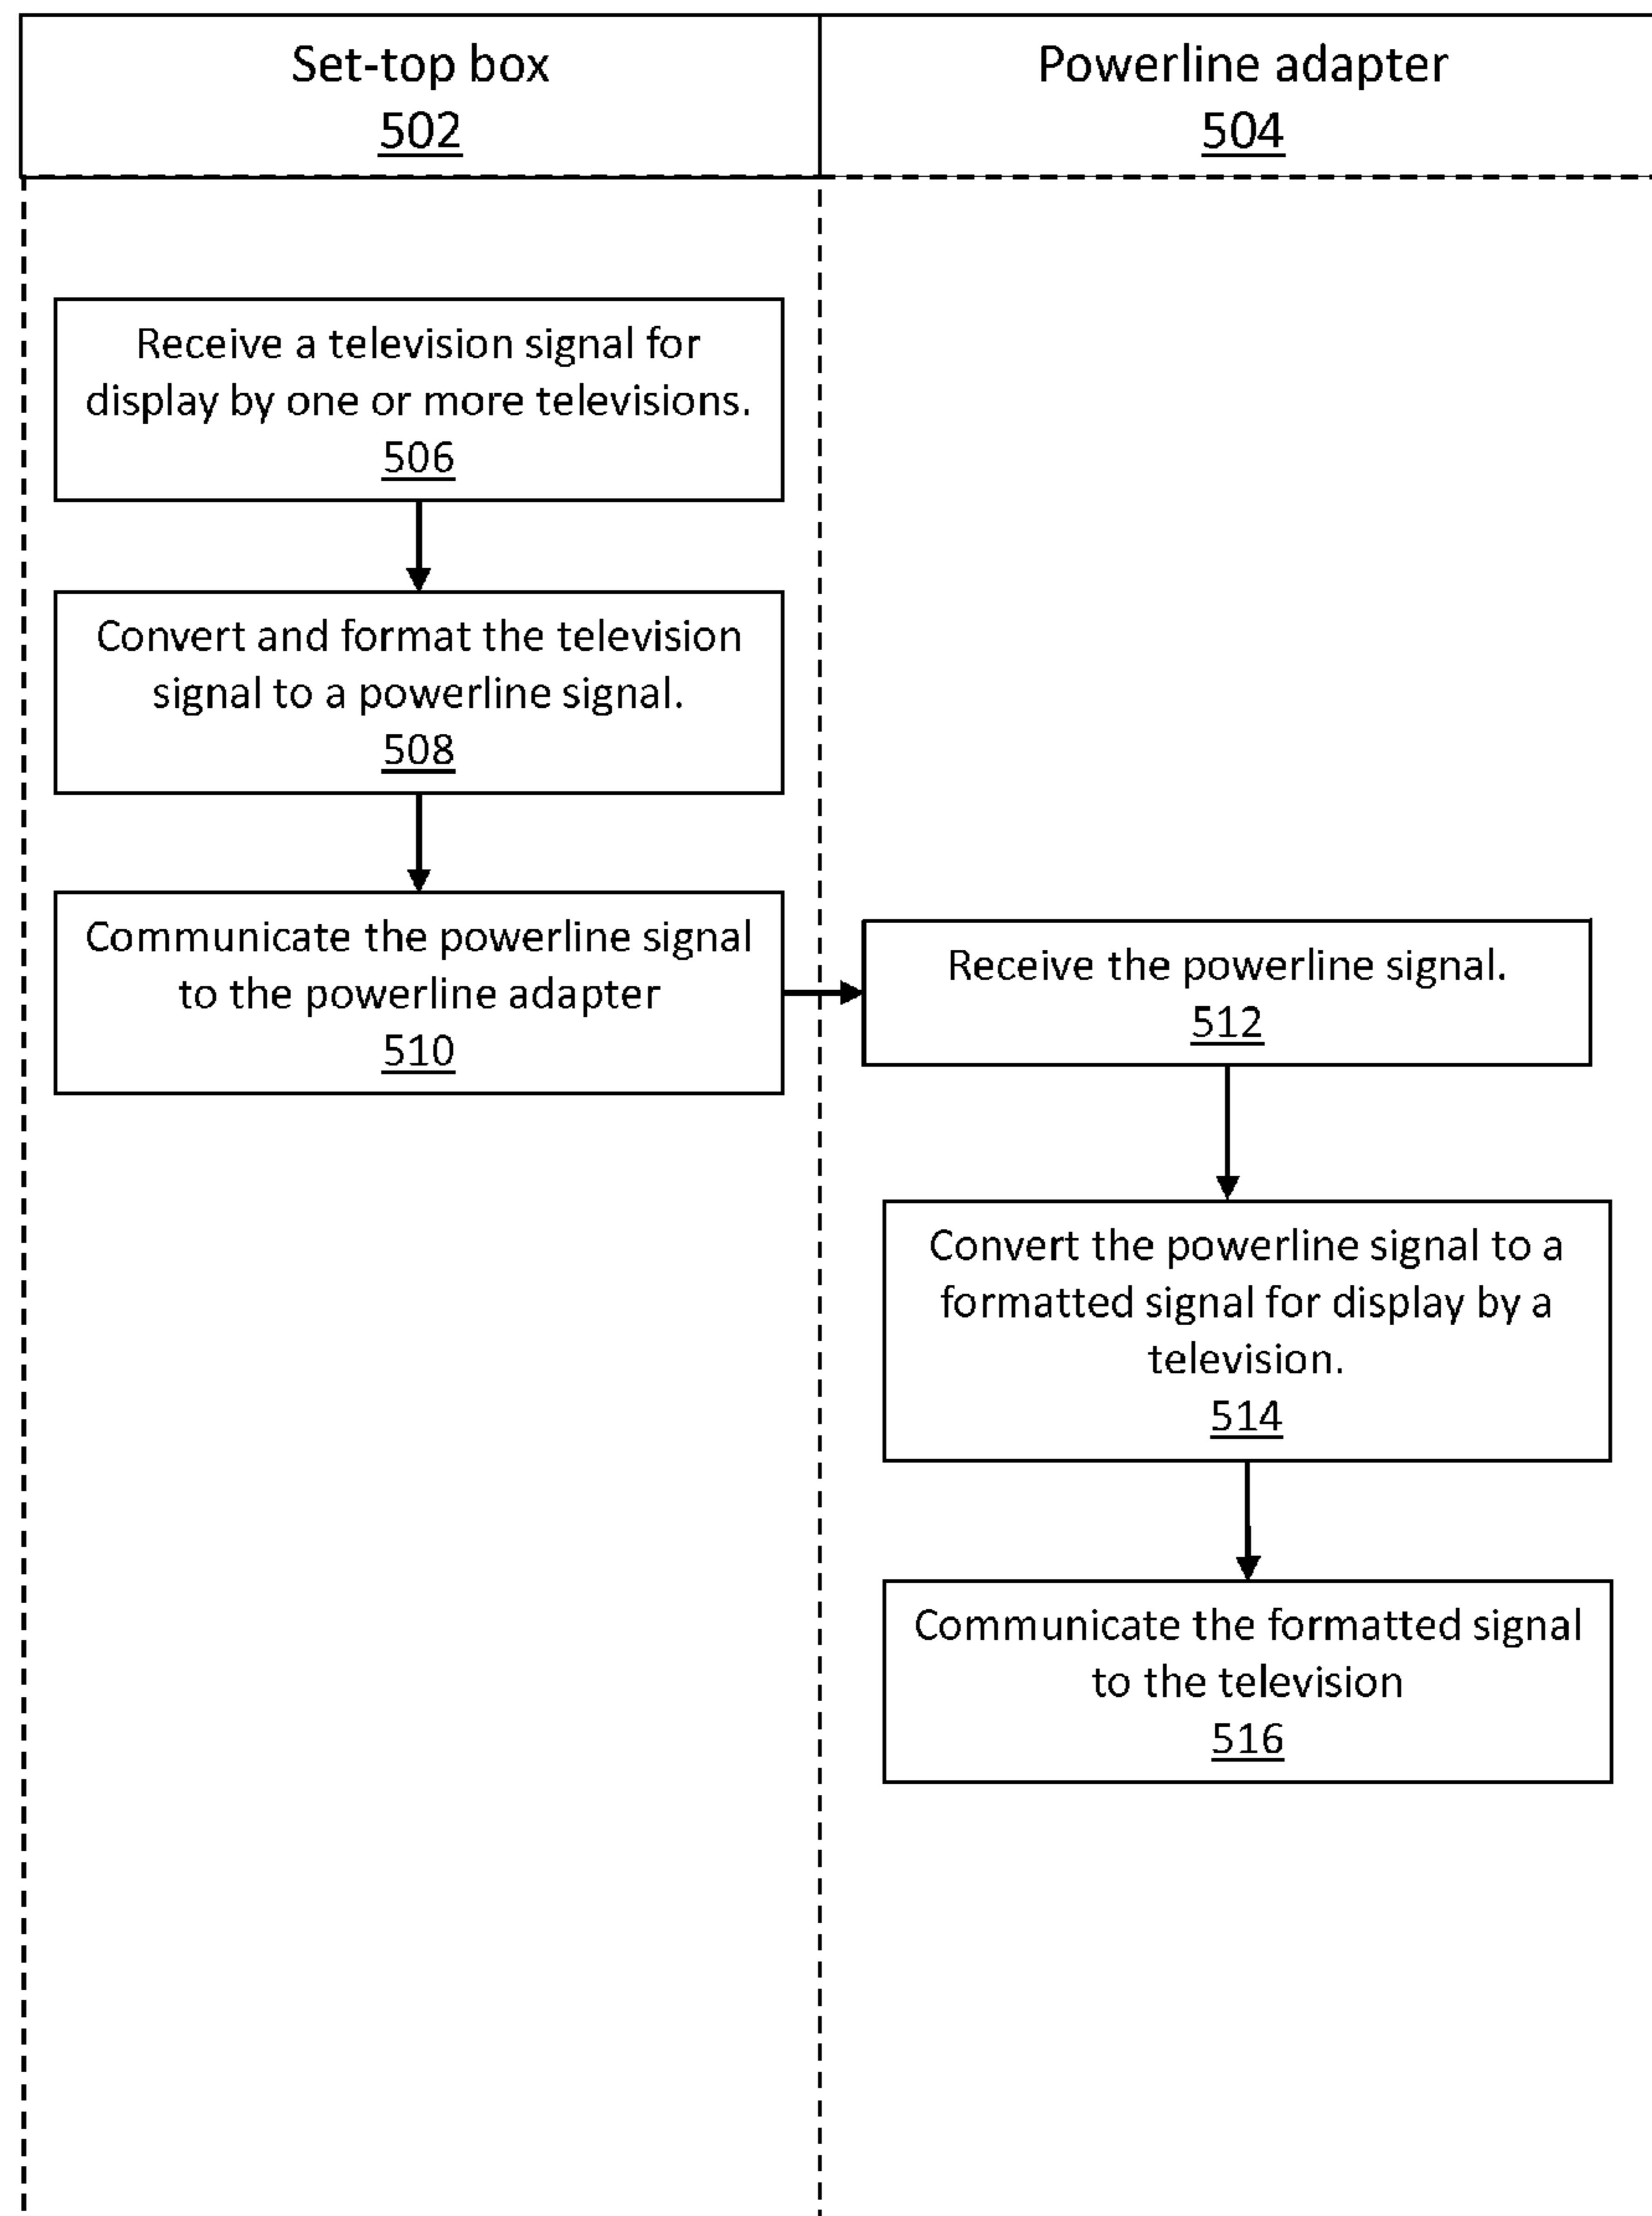 Set-top box
502
Powerline adapter
504
Receive a television signal for
display by one or more televisions.
506
Convert and format the television
signal to a powerline signal.
508
Communicate the powerline signal
to the powerline adapter
510
Receive the powerline signal.
512
Convert the powerline signal to a
formatted signal for display by a
television.
514
Communicate the formatted signal
to the television
516